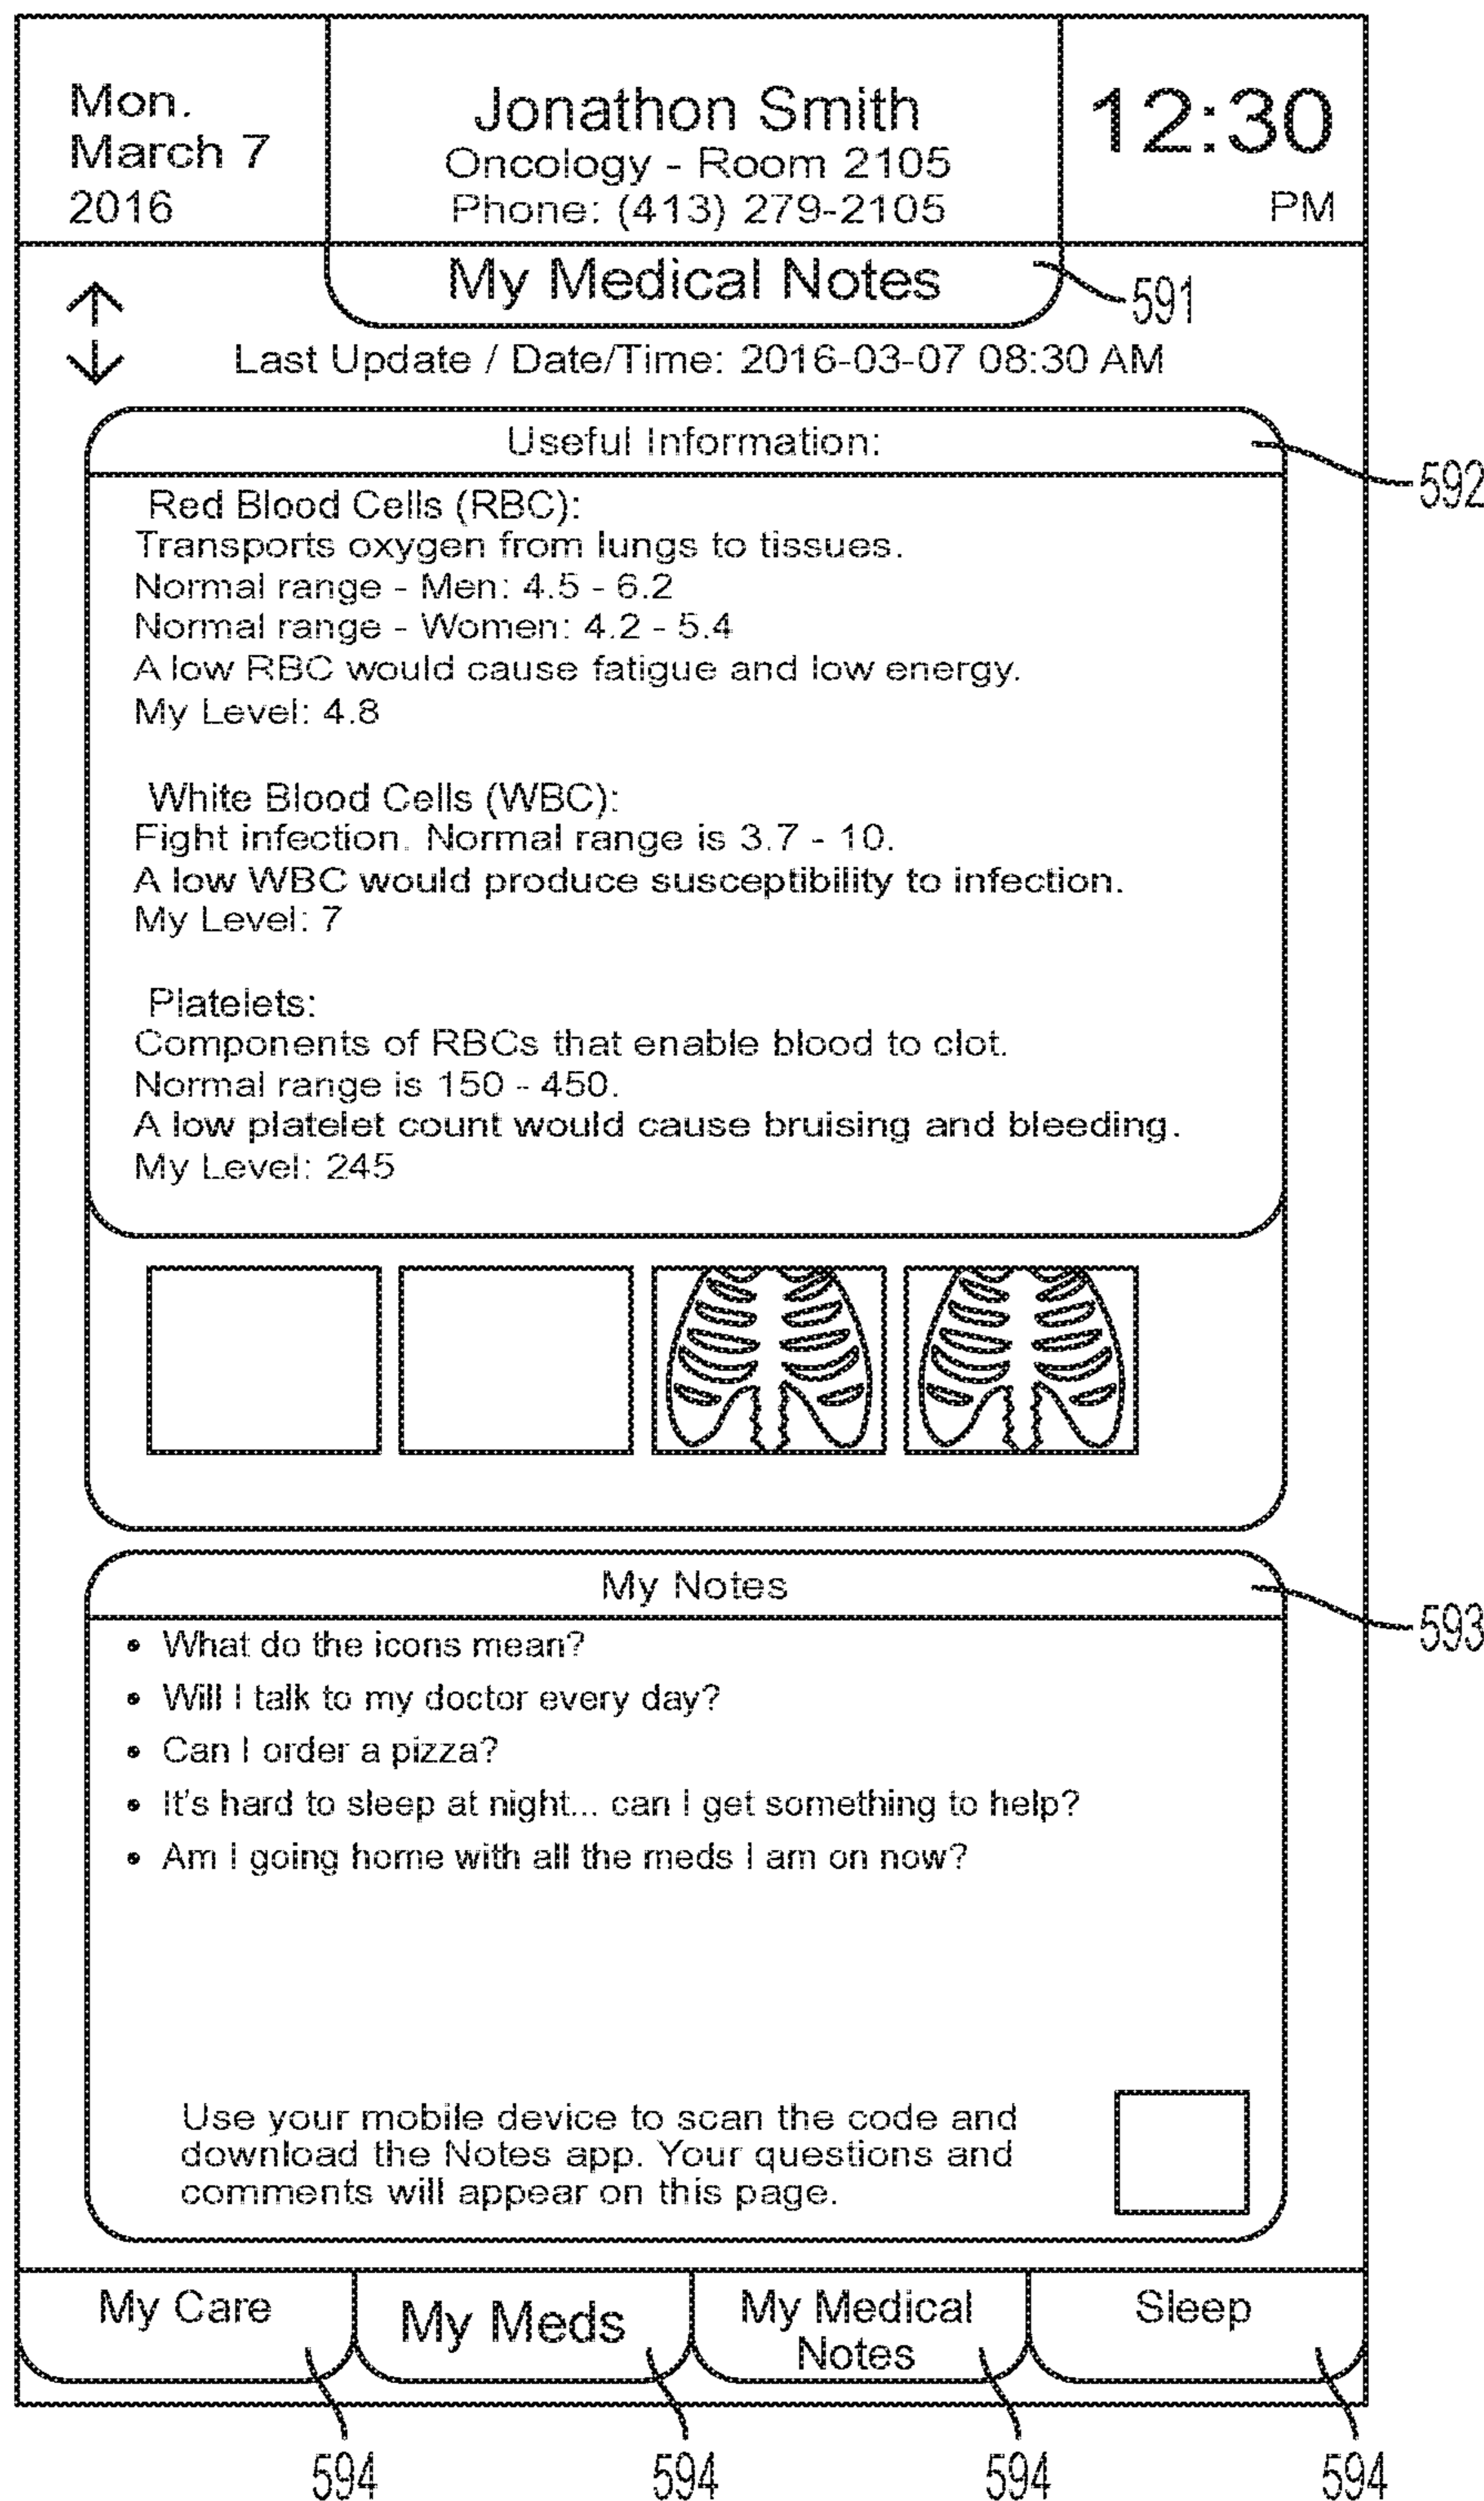 Mon.
March 7
2016
Jonathon Smith
Oncology - Room 2105
Phone: (413) 279-2105
12:30
PM
My Medical Notes
591
Last Update / Date/Time: 2016-03-07 08:30 AM
Useful Information:
592
Red Blood Cells (RBC):
Transports oxygen from lungs to tissues.
Normal range - Men: 4.5 - 6.2
Normal range - Women: 4.2 - 5.4
A low RBC would cause fatigue and low energy.
My Level: 4.8
White Blood Cells (WBC):
Fight infection. Normal range is 3.7 - 10.
A low WBC would produce susceptibility to infection.
My Level: 7
Platelets:
Components of RBCs that enable blood to clot.
Normal range is 150 - 450.
A low platelet count would cause bruising and bleeding.
My Level: 245
My Notes
593
• What do the icons mean?
• Will I talk to my doctor every day?
• Can I order a pizza?
• It's hard to sleep at night... can I get something to help?
• Am I going home with all the meds I am on now?
Use your mobile device to scan the code and
download the Notes app. Your questions and
comments will appear on this page.
My Care
My Meds
My Medical
Notes
Sleep
594
594
594
594